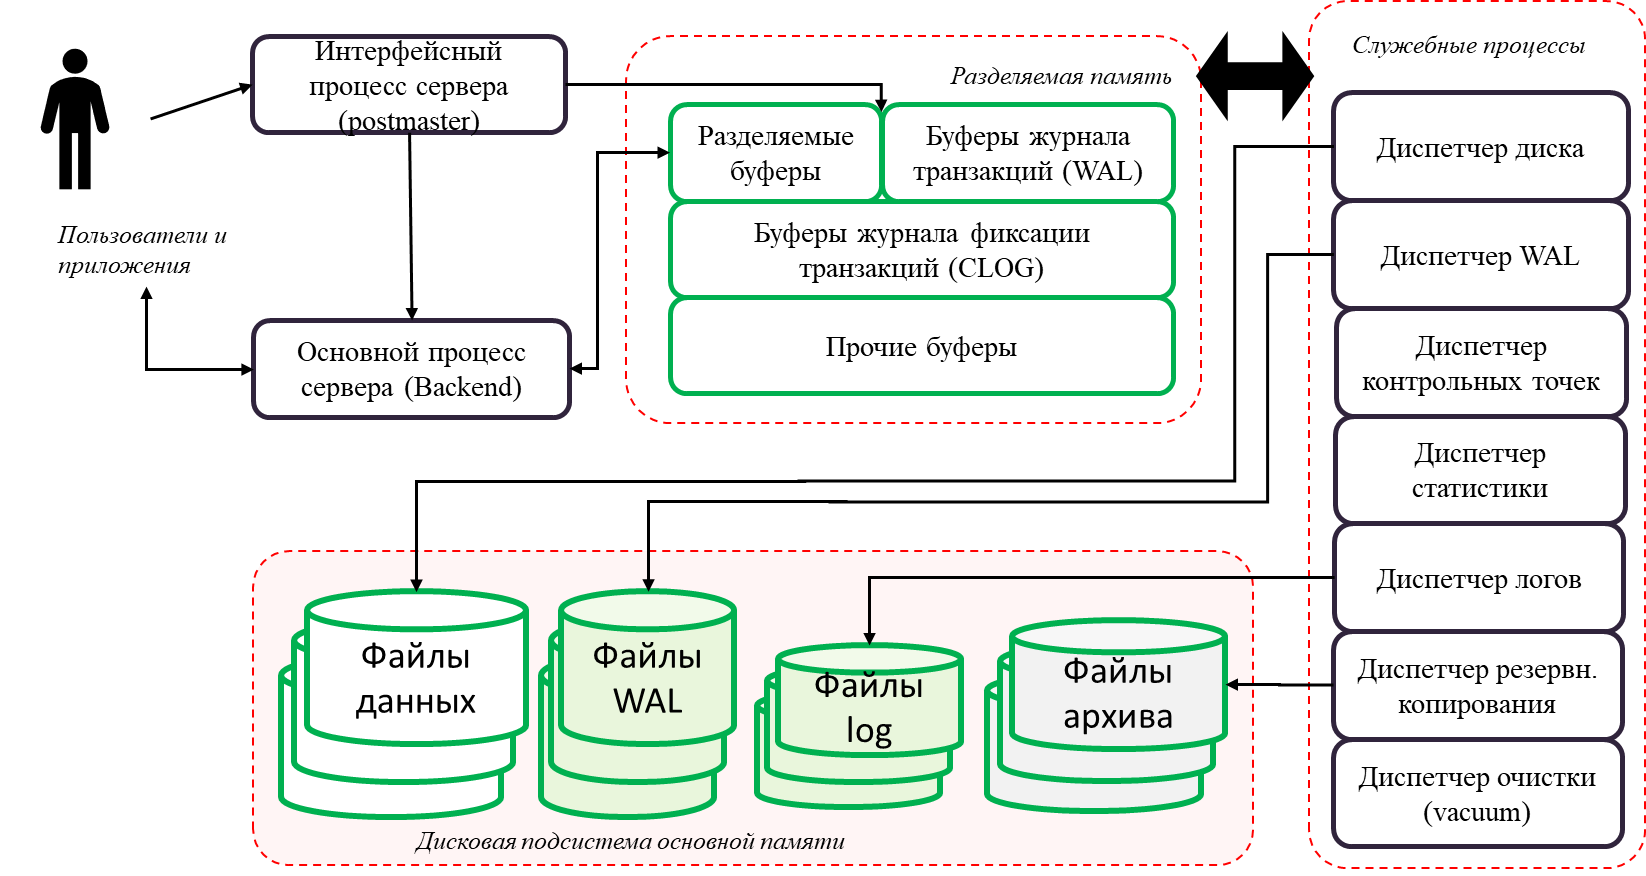 Интерфейсный
процесс сервера
(postmaster)
Пользователи и
приложения
Основной процесс
сервера (Backend)
Разделяемая память
Разделяемые
буферы
Буферы журнала
транзакций (WAL)
Буферы журнала фиксации
транзакций (CLOG)
Прочие буферы
Служебные процессы
Диспетчер диска
Диспетчер WAL
Диспетчер
контрольных точек
Диспетчер
статистики
Диспетчер логов
Диспетчер резервн.
копирования
Диспетчер очистки
(vacuum)
Файлы
данных
Файлы
WAL
Файлы
log
Файлы
архива
Дисковая подсистема основной памяти